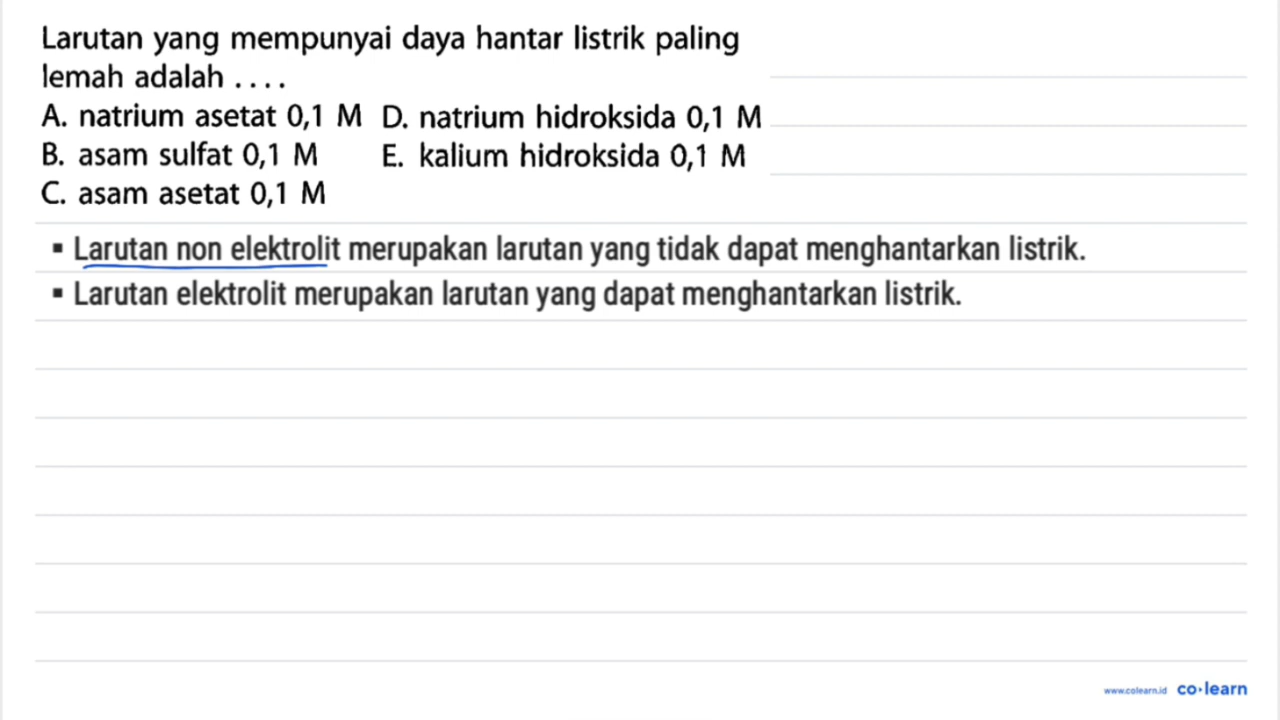 Larutan yang mempunyai daya hantar listrik paling
lemah adalah ....
A. natrium asetat 0,1 M D. natrium hidroksida 0,1 M
B. asam sulfat 0,1 M E. kalium hidroksida 0,1 M
C. asam asetat 0,1 M
▪ Larutan non elektrolit merupakan larutan yang tidak dapat menghantarkan listrik.
▪ Larutan elektrolit merupakan larutan yang dapat menghantarkan listrik.
www.colearn.id co·learn